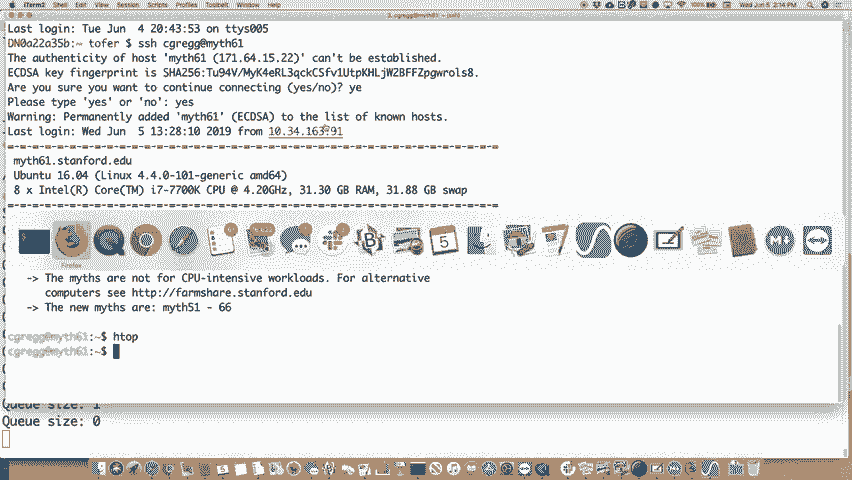 iTerm2 Shell Edit View Session Scripts Profiles Toolbelt Window Help
100% Wed Jun 5 2:14 PM
2. cgregg@myth61: ~ (ssh)
Last login: Tue Jun 4 20:43:53 on ttys005
DN0a22a35b:~ tofer $ ssh cgregg@myth61
The authenticity of host 'myth61 (171.64.15.22)' can't be established.
ECDSA key fingerprint is SHA256:Tu94V/MyK4eRL3qckCSfv1UtpKHLjW2BFFZpgwrols8.
Are you sure you want to continue connecting (yes/no)? ye
Please type 'yes' or 'no': yes
Warning: Permanently added 'myth61' (ECDSA) to the list of known hosts.
Last login: Wed Jun 5 13:28:10 2019 from 10.34.163.91
=-=-=-=-=-=-=-=-=-=-=-=-=-=-=-=-=-=-=-=-=-=-=-=-=-=-=-=-=-=-=-=-=-=-=-=-=-=
myth61.stanford.edu
Ubuntu 16.04 (Linux 4.4.0-101-generic amd64)
8 x Intel(R) Core(TM) i7-7700K CPU @ 4.20GHz, 31.30 GB RAM, 31.88 GB swap
=-=-=-=-=-=-=-=-=-=-=-=-=-=-=-=-=-=-=-=-=-=-=-=-=-=-=-=-=-=-=-=-=-=-=-=-=-=
5
-> The myths are not for CPU-intensive workloads. For alternative
computers see http://farmshare.stanford.edu
-> The new myths are: myth51 - 66
cgregg@myth61:~$ htop
cgregg@myth61:~$
Queue size: 1
Queue size: 0